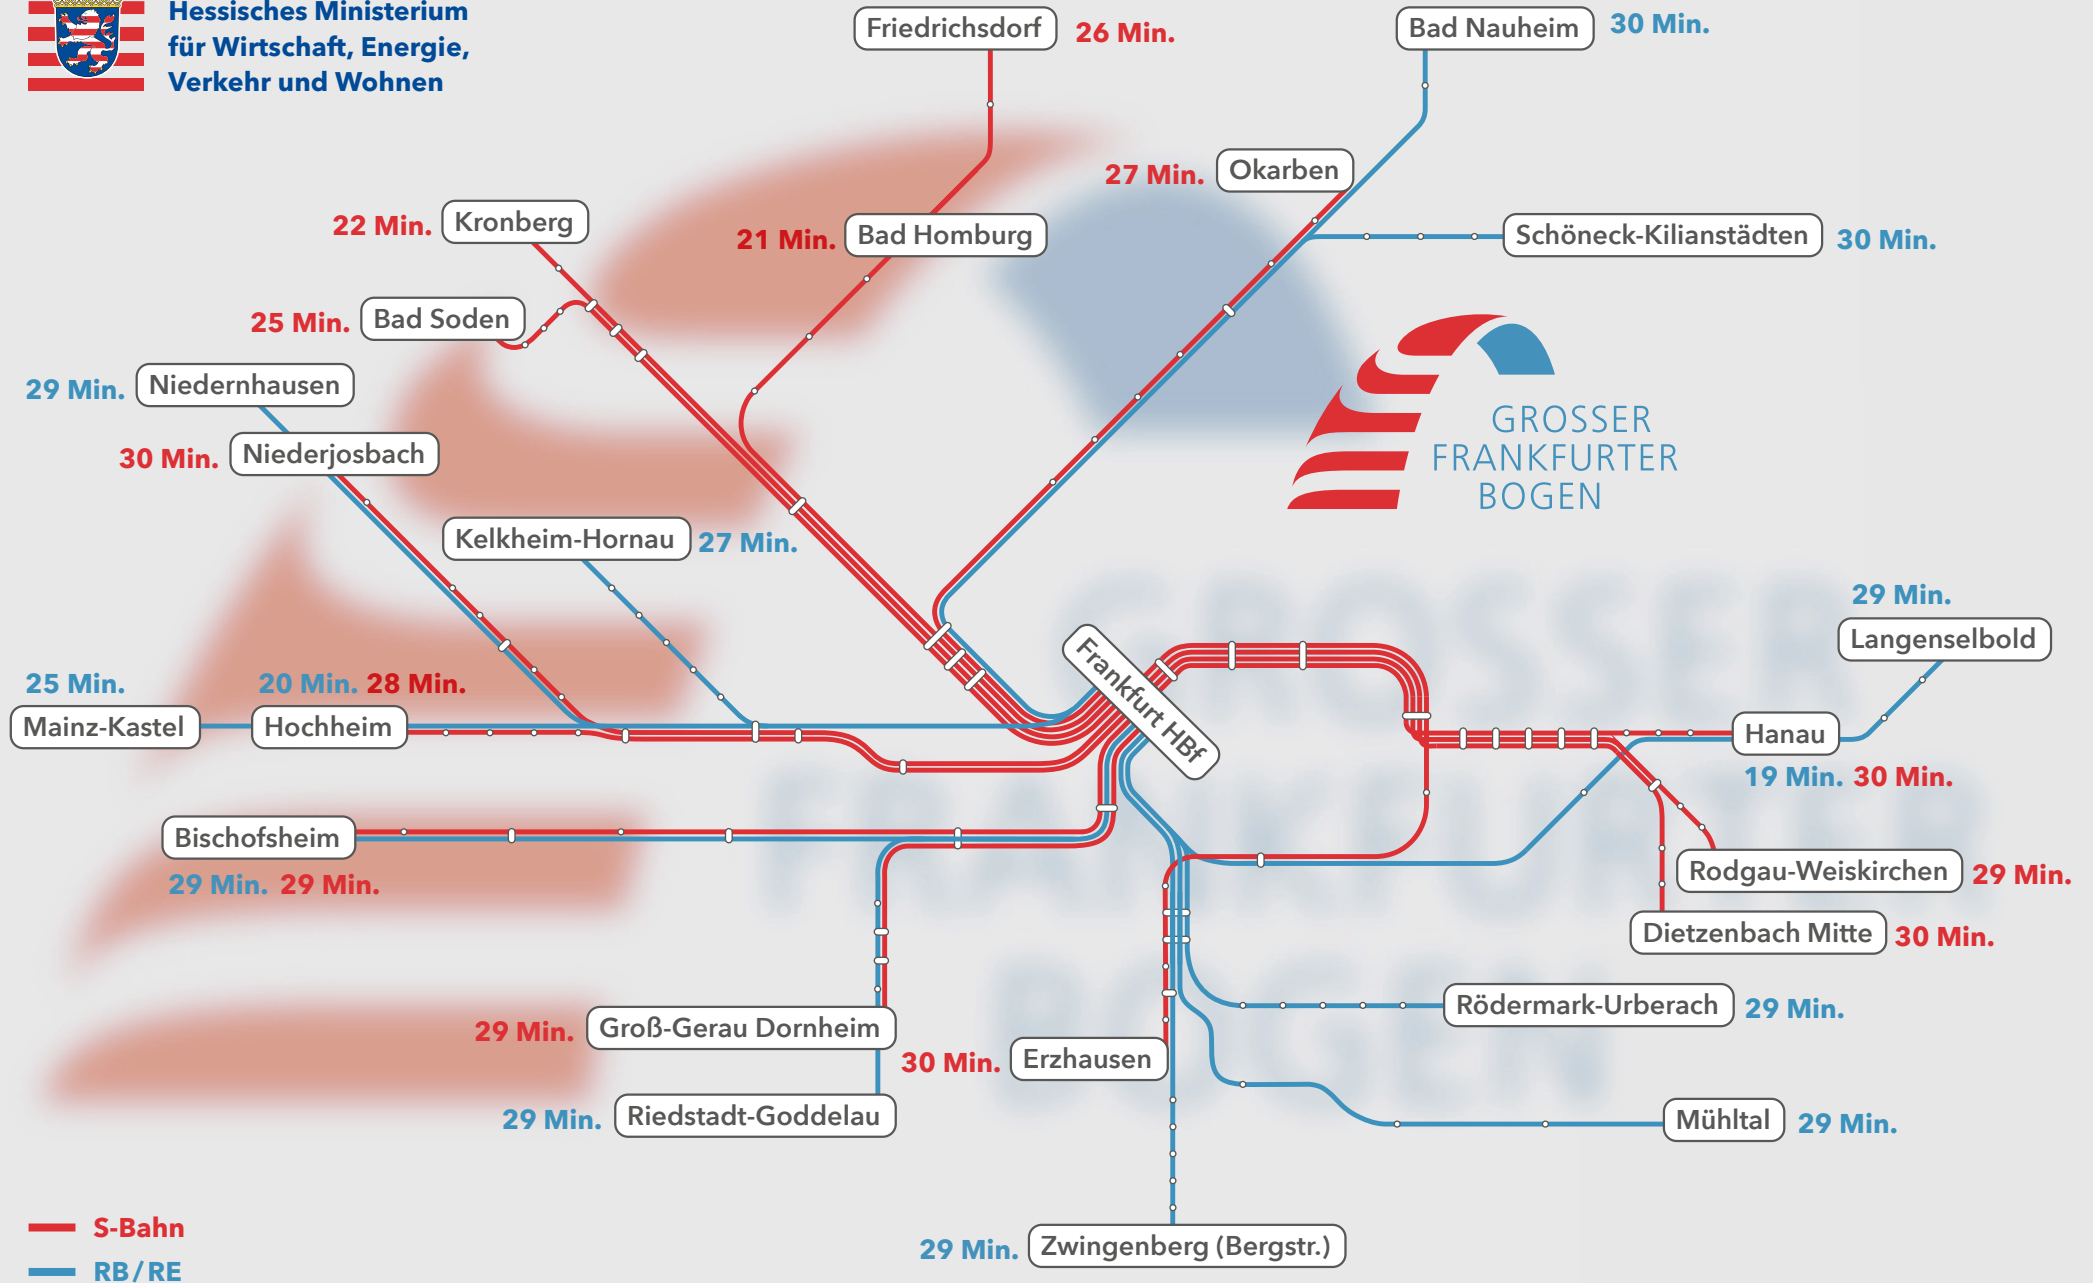 Hessisches Ministerium
für Wirtschaft, Energie,
Verkehr und Wohnen
Friedrichsdorf 26 Min.
Bad Nauheim 30 Min.
27 Min. Okarben
22 Min. Kronberg
21 Min. Bad Homburg
Schöneck-Kilianstädten 30 Min.
25 Min. Bad Soden
29 Min. Niedernhausen
30 Min. Niederjosbach
GROSSER
FRANKFURTER
BOGEN
Kelkheim-Hornau 27 Min.
29 Min.
Langenselbold
Frankfurt HBf
25 Min.
Mainz-Kastel
20 Min. 28 Min.
Hochheim
Hanau
19 Min. 30 Min.
Bischofsheim
29 Min. 29 Min.
Rodgau-Weiskirchen 29 Min.
Dietzenbach Mitte 30 Min.
Rödermark-Urberach 29 Min.
29 Min. Groß-Gerau Dornheim
30 Min. Erzhausen
29 Min. Riedstadt-Goddelau
Mühltal 29 Min.
29 Min. Zwingenberg (Bergstr.)
S-Bahn
RB/RE
GROSSER
FRANKFURTER
BOGEN